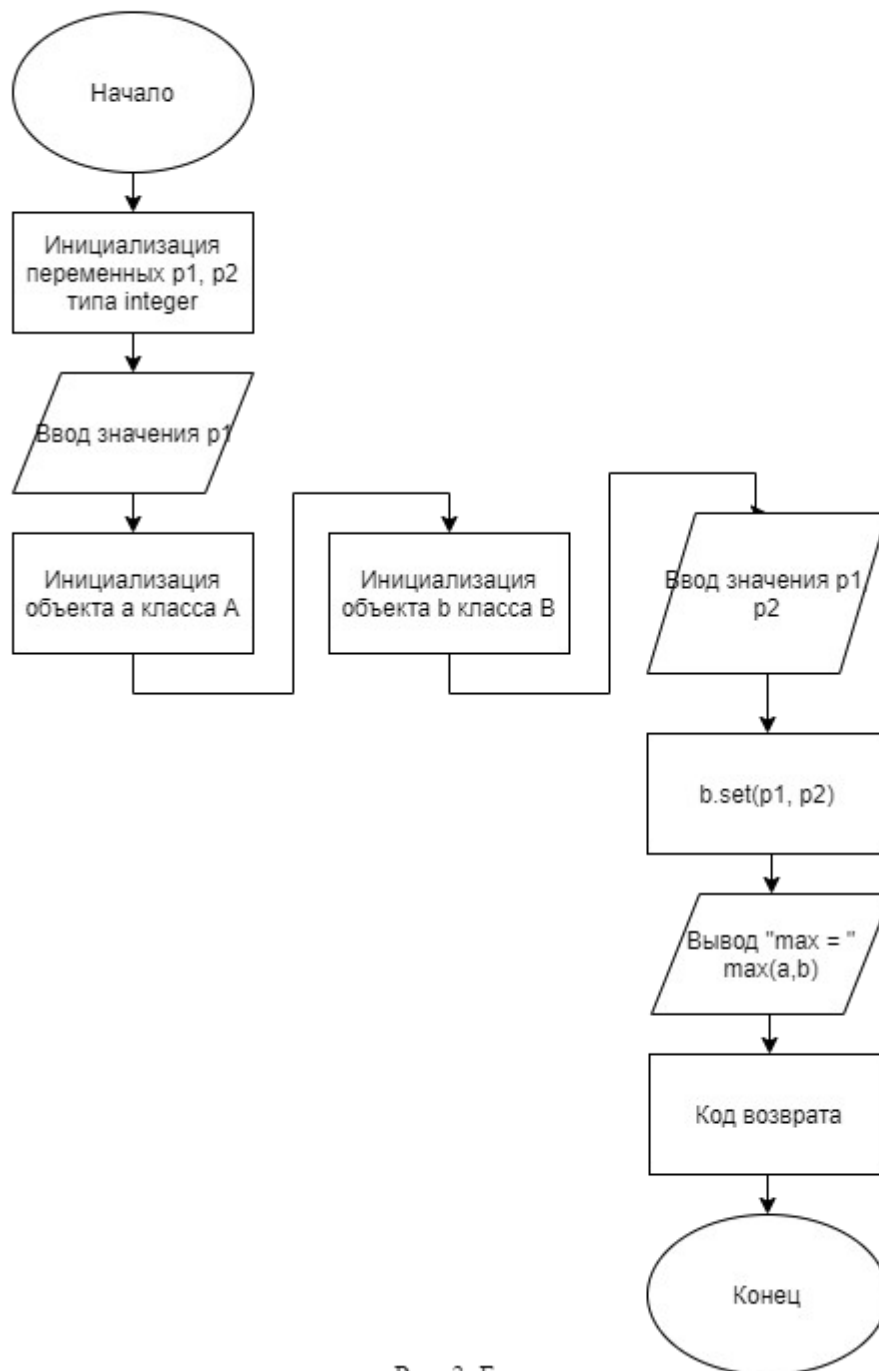 Начало
Инициализация
переменных p1, p2
типа integer
Ввод значения p1
Инициализация
объекта a класса A
Инициализация
объекта b класса B
Ввод значения p1
p2
b.set(p1, p2)
Вывод "max = "
max(a,b)
Код возврата
Конец